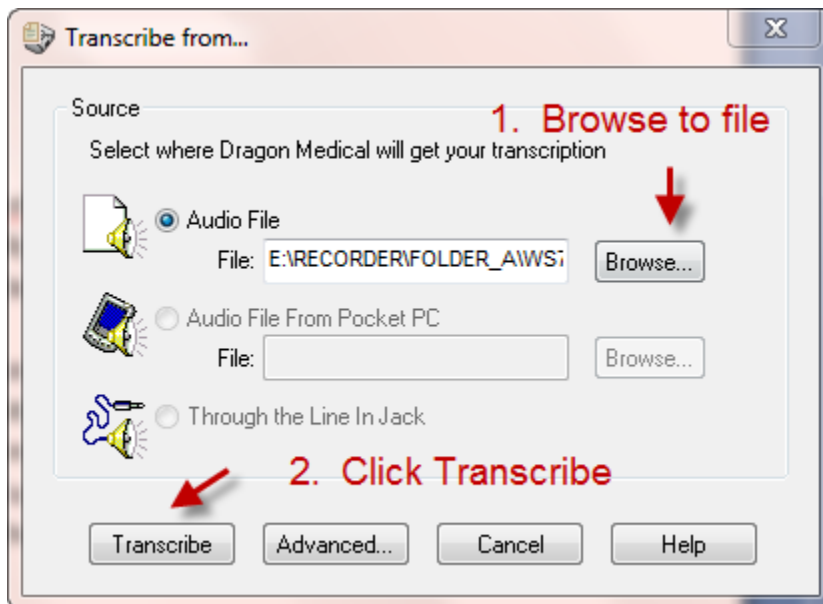 Transcribe from...
Source
1. Browse to file
Select where Dragon Medical will get your transcription
Audio File
File: E:\RECORDER\FOLDER_A\WS7 Browse...
Audio File From Pocket PC
File: Browse...
Through the Line In Jack
2. Click Transcribe
Transcribe Advanced... Cancel Help